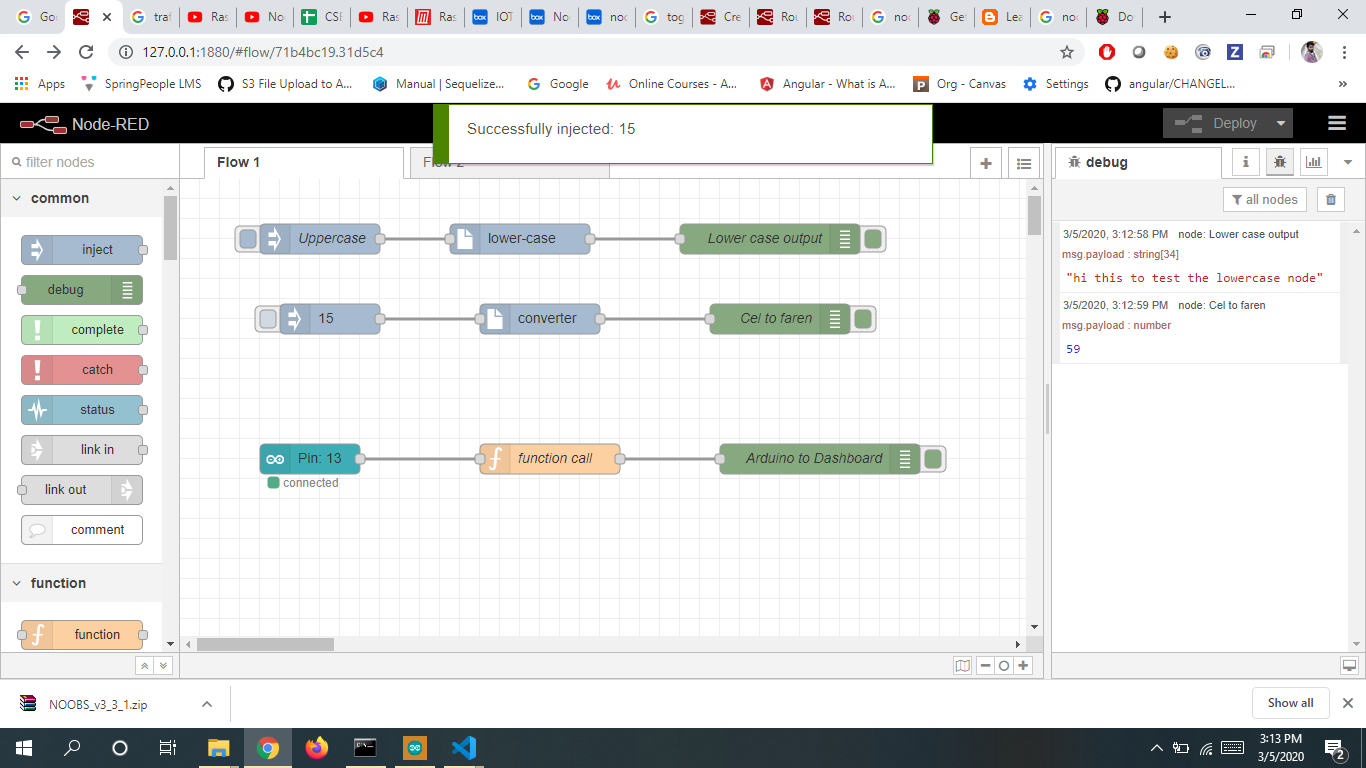 Goo
traf
Ras
No
CSE
Ras
Ras
IOT
No
noc
tog
Cre
Rou
Rou
noc
Get
Lea
noc
Do
127.0.0.1:1880/#flow/71b4bc19.31d5c4
Apps SpringPeople LMS S3 File Upload to A... Manual | Sequelize... Google Online Courses - A... Angular - What is A... Org - Canvas Settings angular/CHANGEL... »
Node-RED
Successfully injected: 15
Deploy
filter nodes
Flow 1
debug
all nodes
common
inject
debug
complete
catch
status
link in
link out
comment
function
function
Uppercase lower-case Lower case output
15 converter Cel to faren
Pin: 13 function call Arduino to Dashboard
connected
3/5/2020, 3:12:58 PM node: Lower case output
msg.payload : string[34]
"hi this to test the lowercase node"
3/5/2020, 3:12:59 PM node: Cel to faren
msg.payload : number
59
NOOBS_v3_3_1.zip
Show all
3:13 PM
3/5/2020
2